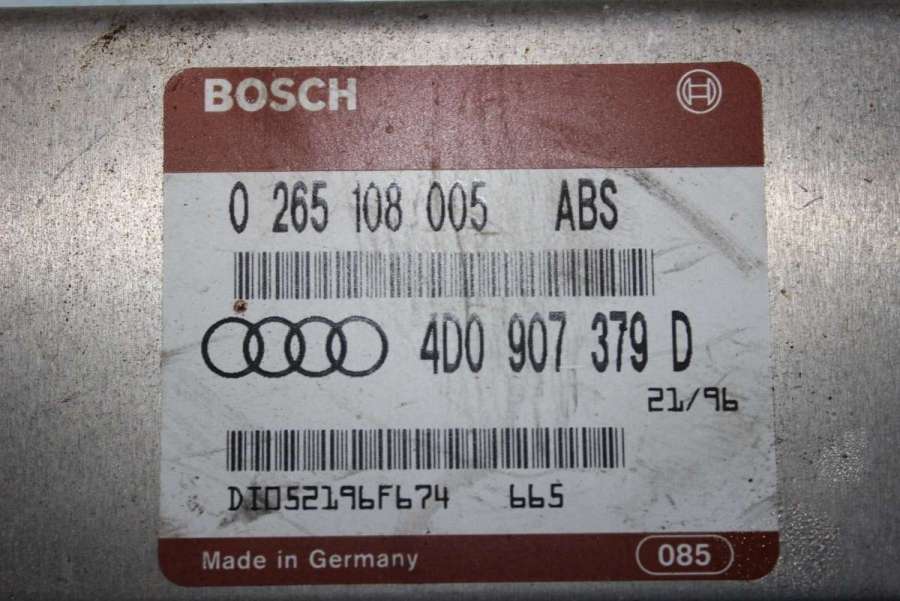 BOSCH
0 265 108 005 ABS
4D0 907 379 D
21/96
DI052196F674 665
Made in Germany 085